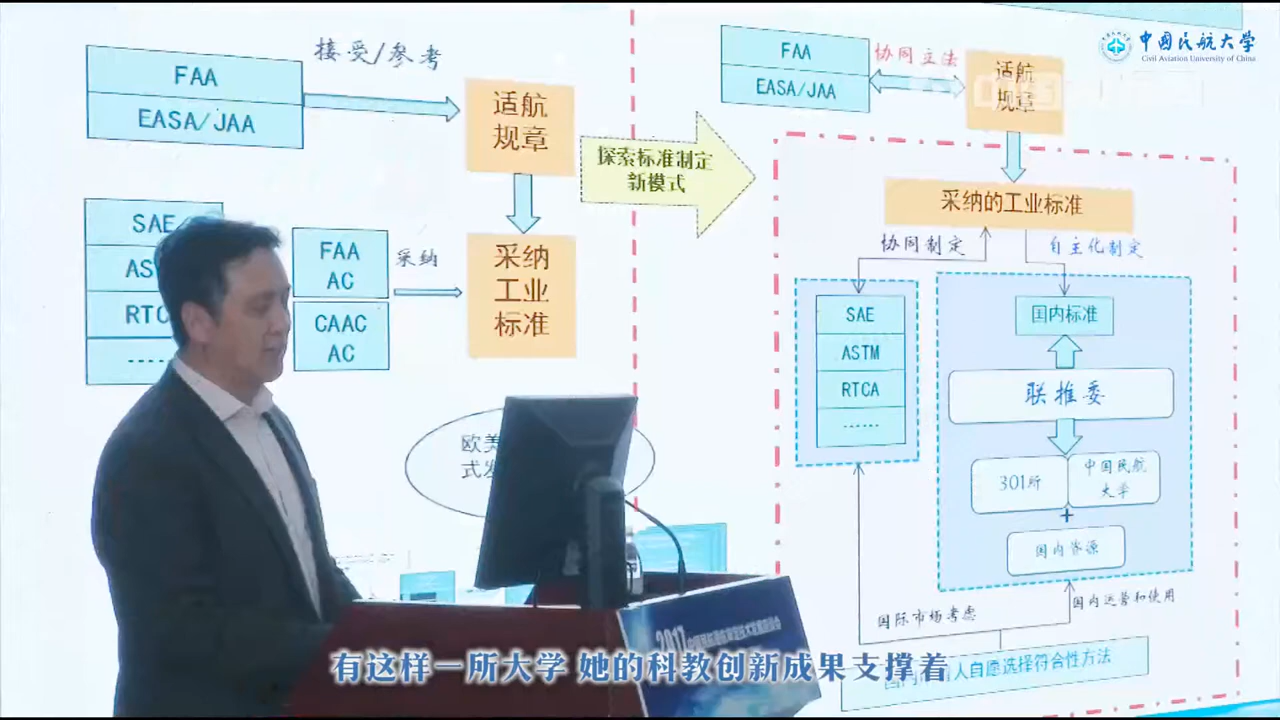 中国民航大学
Civil Aviation University of China
FAA
EASA/JAA
接受/参考
适航
规章
SAE
RTC
......
FAA
AC
CAAC
AC
采纳
采纳
工业
标准
欧美
式发
探索标准制定
新模式
FAA
EASA/JAA
协同立法
适航
规章
采纳的工业标准
协同制定
自主化制定
SAE
ASTM
RTCA
......
国内标准
联推委
301所
中国民航
大学
+
国内资源
国际市场考虑
国内运营和使用
人自愿选择符合性方法
2017
有这样一所大学 她的科教创新成果支撑着